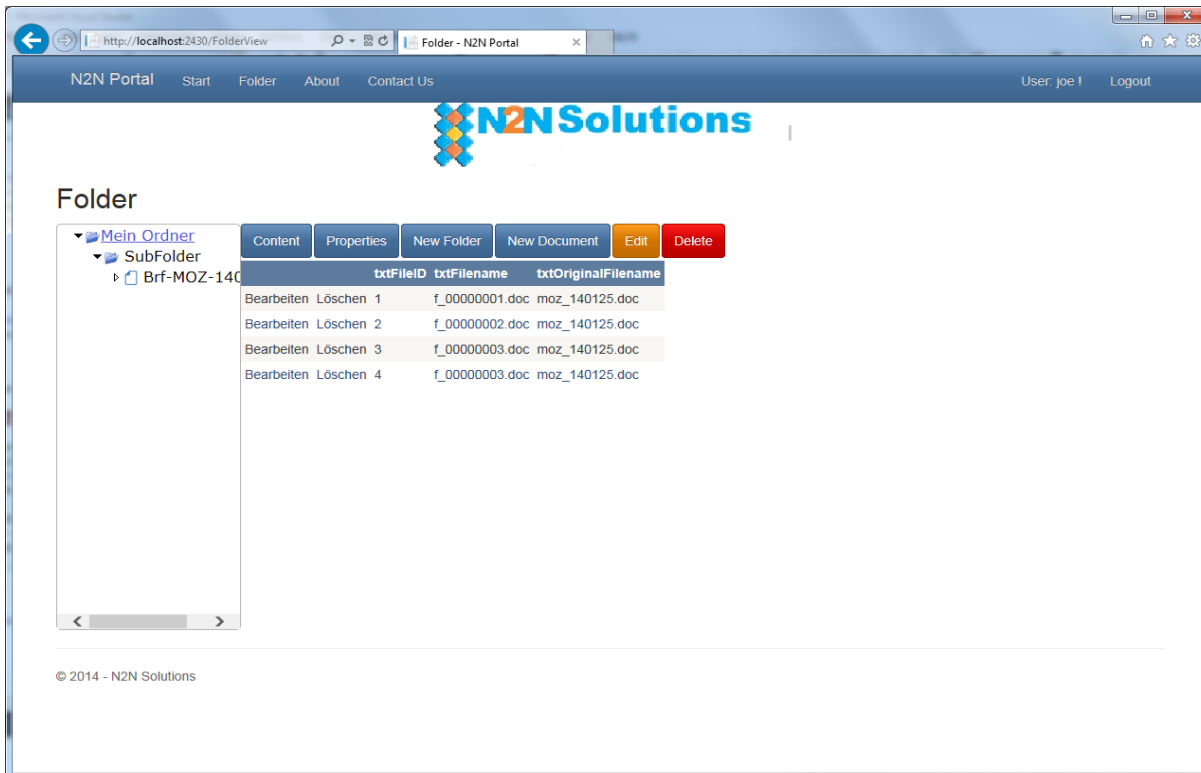 http://localhost:2430/FolderView
Folder - N2N Portal
N2N Portal Start Folder About Contact Us User: joe ! Logout
N2N Solutions
Folder
Mein Ordner
SubFolder
Brf-MOZ-140
Content Properties New Folder New Document Edit Delete
txtFileID txtFilename txtOriginalFilename
Bearbeiten Löschen 1 f_00000001.doc moz_140125.doc
Bearbeiten Löschen 2 f_00000002.doc moz_140125.doc
Bearbeiten Löschen 3 f_00000003.doc moz_140125.doc
Bearbeiten Löschen 4 f_00000003.doc moz_140125.doc
© 2014 - N2N Solutions